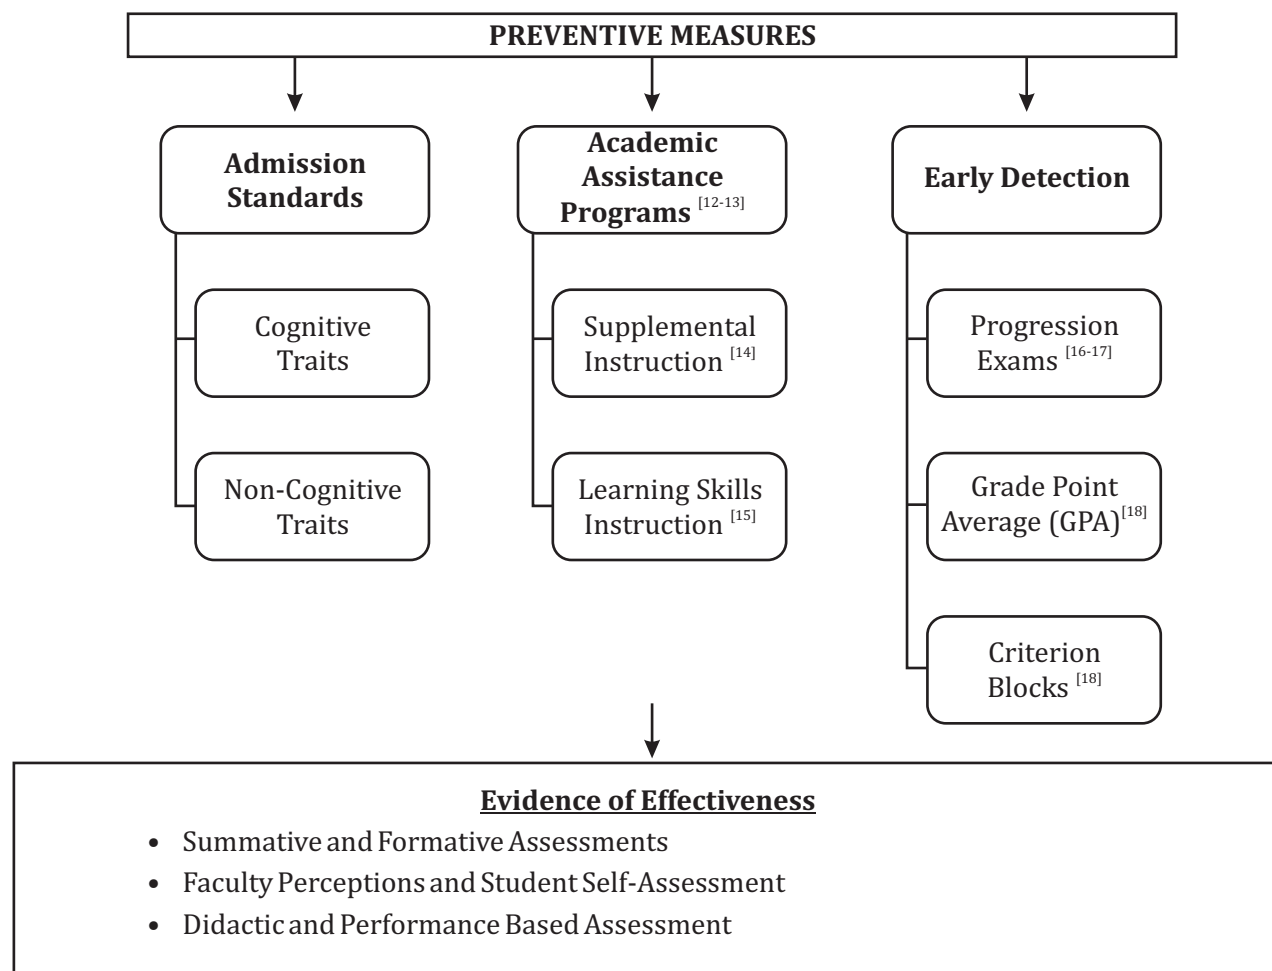 PREVENTIVE MEASURES
Admission
Standards
Cognitive
Traits
Non-Cognitive
Traits
Academic
Assistance
Programs [12-13]
Supplemental
Instruction [14]
Learning Skills
Instruction [15]
Early Detection
Progression
Exams [16-17]
Grade Point
Average (GPA)[18]
Criterion
Blocks [18]
Evidence of Effectiveness
• Summative and Formative Assessments
• Faculty Perceptions and Student Self-Assessment
• Didactic and Performance Based Assessment